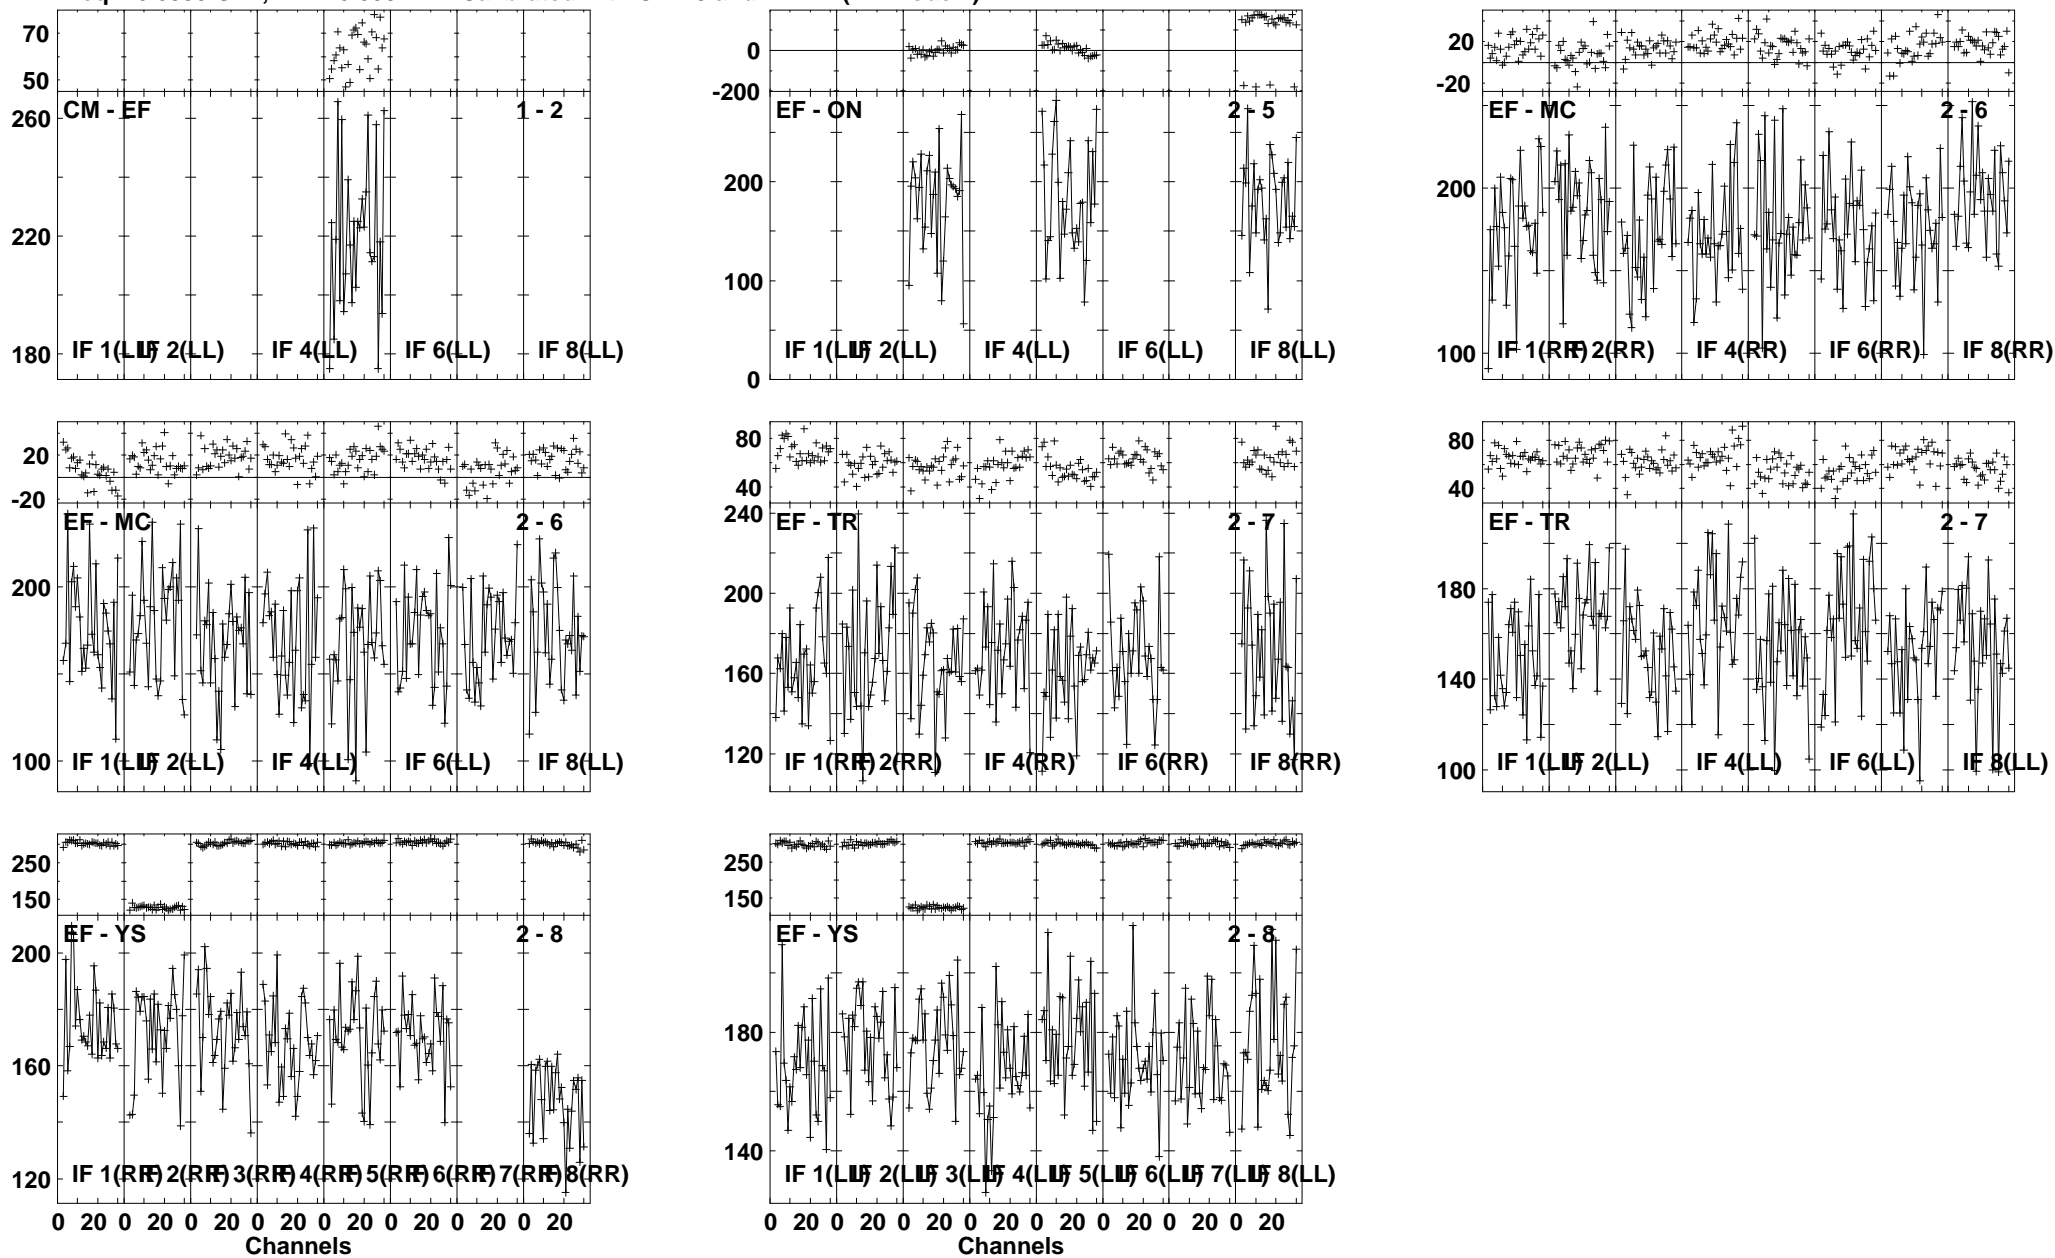 70
50
CM - EF 1 - 2
260
220
180
IF 1(LL) IF 2(LL) IF 4(LL) IF 6(LL) IF 8(LL)
0
-200
EF - ON 2 - 5
200
100
0
IF 1(LL) IF 2(LL) IF 4(LL) IF 6(LL) IF 8(LL)
20
-20
EF - MC 2 - 6
200
100
IF 1(RR) IF 2(RR) IF 4(RR) IF 6(RR) IF 8(RR)
20
-20
EF - MC 2 - 6
200
100
IF 1(LL) IF 2(LL) IF 4(LL) IF 6(LL) IF 8(LL)
80
40
EF - TR 2 - 7
240
200
160
120
IF 1(RR) IF 2(RR) IF 4(RR) IF 6(RR) IF 8(RR)
80
40
EF - TR 2 - 7
180
140
100
IF 1(LL) IF 2(LL) IF 4(LL) IF 6(LL) IF 8(LL)
250
150
EF - YS 2 - 8
200
160
120
IF 1(RR) IF 2(RR) IF 3(RR) IF 4(RR) IF 5(RR) IF 6(RR) IF 7(RR) IF 8(RR)
0 20 0 20 0 20 0 20 0 20 0 20 0 20 0 20
Channels
250
150
EF - YS 2 - 8
180
140
IF 1(LL) IF 2(LL) IF 3(LL) IF 4(LL) IF 5(LL) IF 6(LL) IF 7(LL) IF 8(LL)
0 20 0 20 0 20 0 20 0 20 0 20 0 20 0 20
Channels